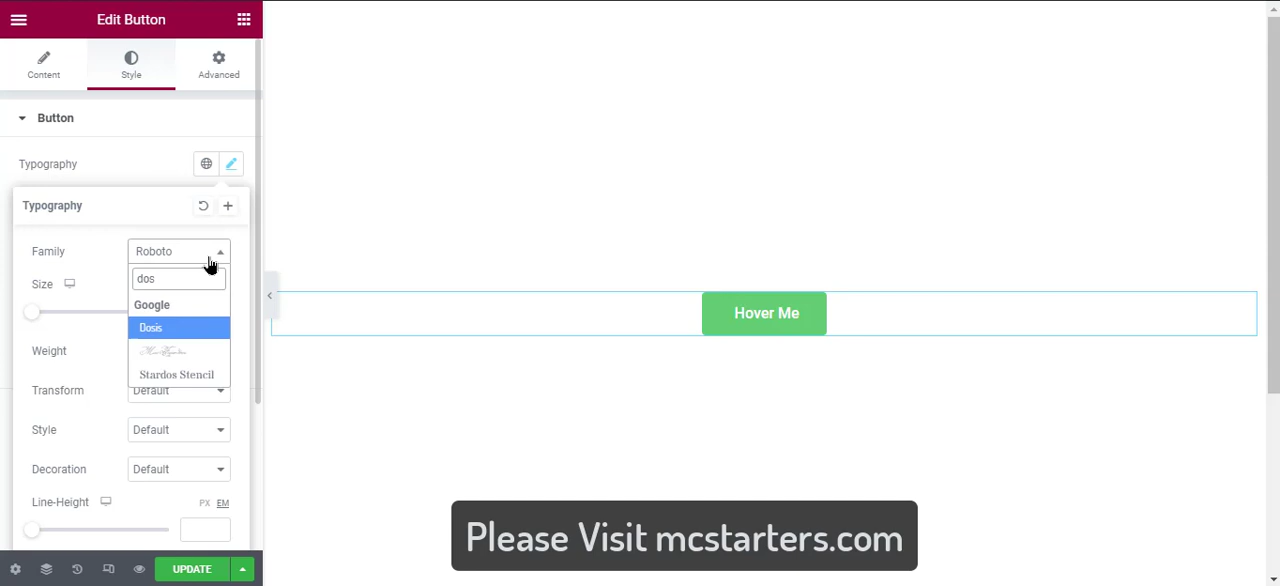 Edit Button
Content
Style
Advanced
Button
Typography
Typography
Family
Roboto
dos
Size
Google
Dosis
Weight
Stardos Stencil
Transform
Default
Style
Default
Decoration
Default
Line-Height
PX EM
UPDATE
Hover Me
Please Visit mcstarters.com